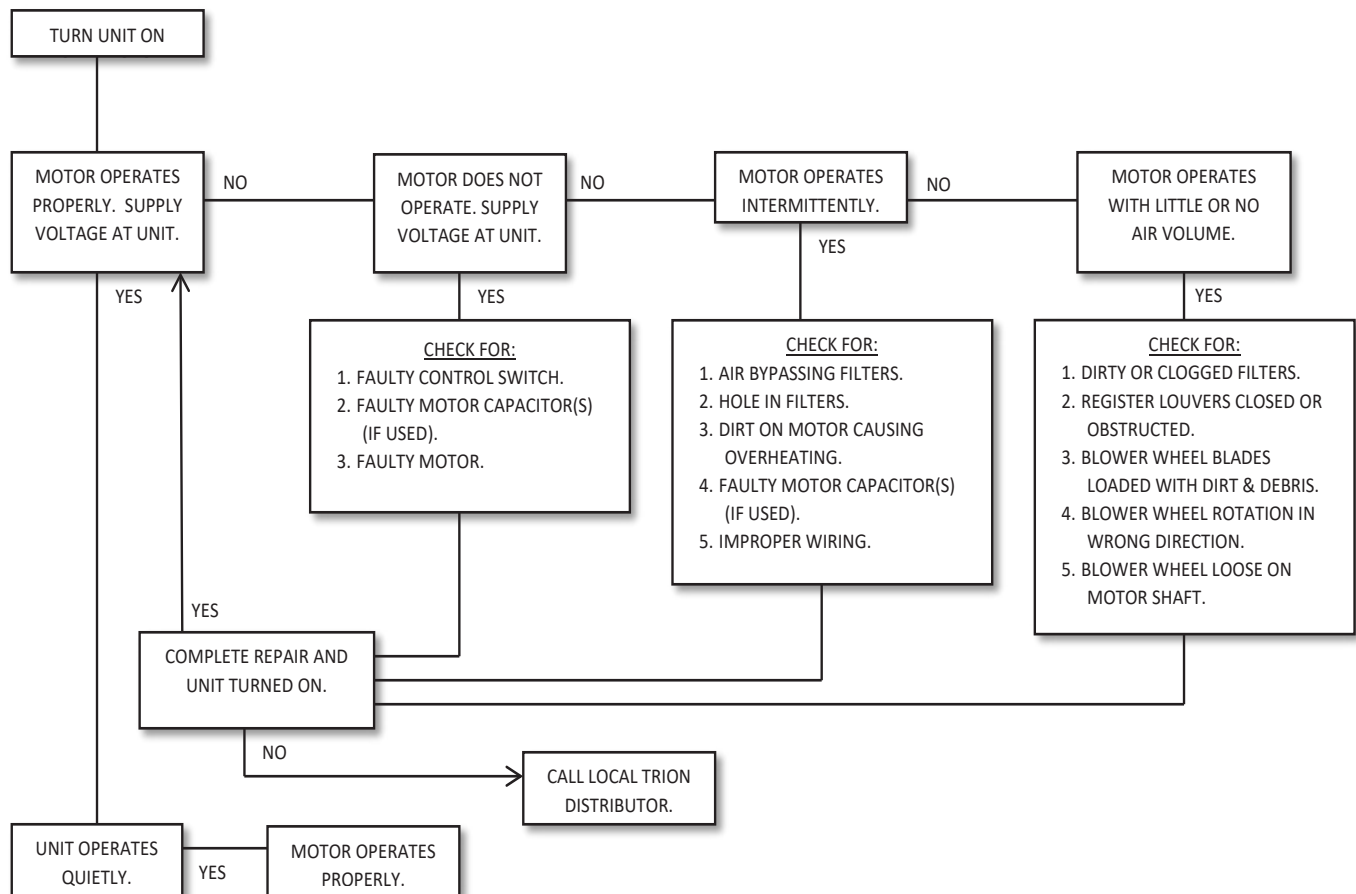 TURN UNIT ON
MOTOR OPERATES
PROPERLY. SUPPLY
VOLTAGE AT UNIT.
NO
MOTOR DOES NOT
OPERATE. SUPPLY
VOLTAGE AT UNIT.
NO
MOTOR OPERATES
INTERMITTENTLY.
NO
MOTOR OPERATES
WITH LITTLE OR NO
AIR VOLUME.
YES
YES
YES
YES
CHECK FOR:
1. FAULTY CONTROL SWITCH.
2. FAULTY MOTOR CAPACITOR(S)
(IF USED).
3. FAULTY MOTOR.
CHECK FOR:
1. AIR BYPASSING FILTERS.
2. HOLE IN FILTERS.
3. DIRT ON MOTOR CAUSING
OVERHEATING.
4. FAULTY MOTOR CAPACITOR(S)
(IF USED).
5. IMPROPER WIRING.
CHECK FOR:
1. DIRTY OR CLOGGED FILTERS.
2. REGISTER LOUVERS CLOSED OR
OBSTRUCTED.
3. BLOWER WHEEL BLADES
LOADED WITH DIRT & DEBRIS.
4. BLOWER WHEEL ROTATION IN
WRONG DIRECTION.
5. BLOWER WHEEL LOOSE ON
MOTOR SHAFT.
YES
COMPLETE REPAIR AND
UNIT TURNED ON.
NO
CALL LOCAL TRION
DISTRIBUTOR.
UNIT OPERATES
QUIETLY.
YES
MOTOR OPERATES
PROPERLY.